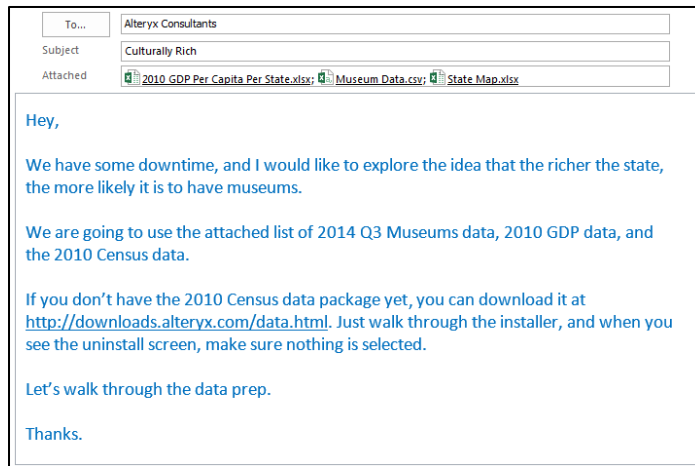 To...
Alteryx Consultants
Subject
Culturally Rich
Attached
2010 GDP Per Capita Per State.xlsx; Museum Data.csv; State Map.xlsx
Hey,
We have some downtime, and I would like to explore the idea that the richer the state,
the more likely it is to have museums.
We are going to use the attached list of 2014 Q3 Museums data, 2010 GDP data, and
the 2010 Census data.
If you don't have the 2010 Census data package yet, you can download it at
http://downloads.alteryx.com/data.html. Just walk through the installer, and when you
see the uninstall screen, make sure nothing is selected.
Let's walk through the data prep.
Thanks.